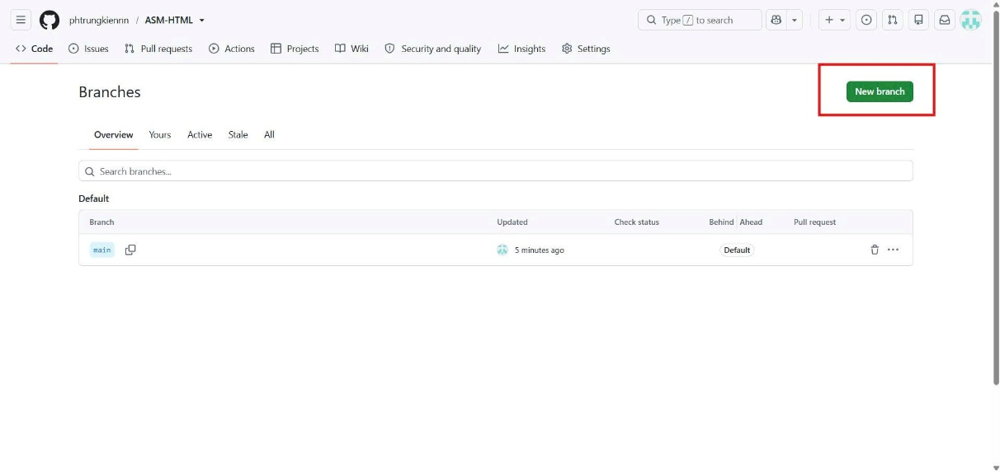 phtrungkiennn / ASM-HTML
Type / to search
Code Issues Pull requests Actions Projects Wiki Security and quality Insights Settings
Branches
New branch
Overview Yours Active Stale All
Search branches...
Default
Branch Updated Check status Behind Ahead Pull request
main 5 minutes ago Default